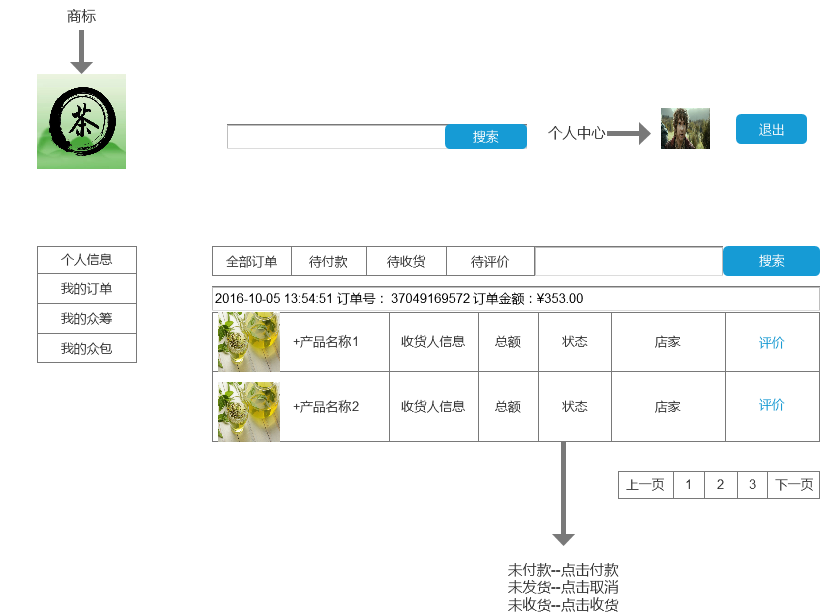 商标
茶
搜索
个人中心
退出
个人信息
我的订单
我的众筹
我的众包
全部订单 待付款 待收货 待评价 搜索
2016-10-05 13:54:51 订单号： 37049169572 订单金额：¥353.00
+产品名称1 收货人信息 总额 状态 店家 评价
+产品名称2 收货人信息 总额 状态 店家 评价
上一页 1 2 3 下一页
未付款--点击付款
未发货--点击取消
未收货--点击收货